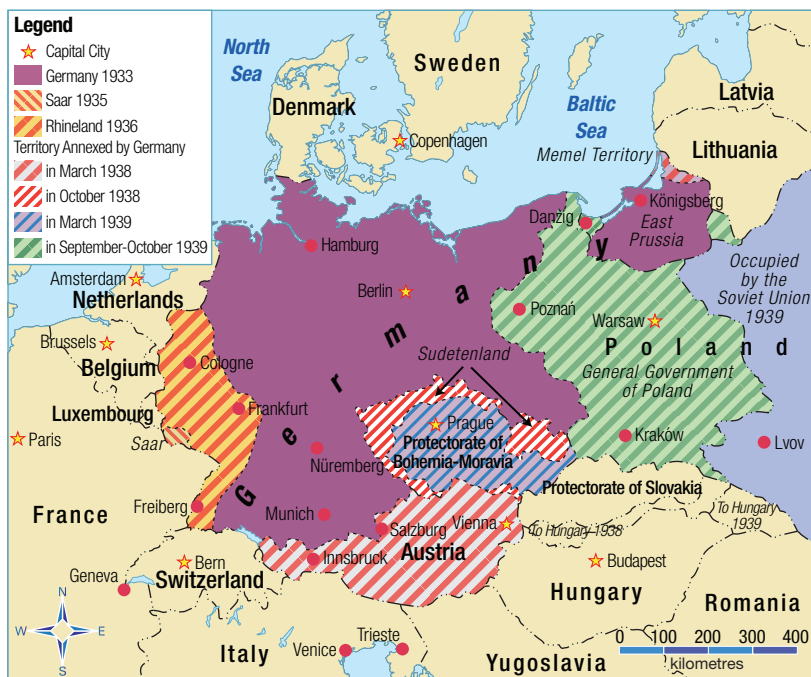 Legend
Capital City
Germany 1933
Saar 1935
Rhineland 1936
Territory Annexed by Germany
in March 1938
in October 1938
in March 1939
in September-October 1939
North
Sea
Sweden
Denmark
Copenhagen
Baltic
Sea
Memel Territory
Latvia
Lithuania
Königsberg
East
Prussia
Danžig
Hamburg
Amsterdam
Netherlands
Berlin
Germany
Poznań
Warsaw
Poland
General Government
of Poland
Occupied
by the
Soviet Union
1939
Brussels
Belgium
Cologne
Luxembourg
Frankfurt
Saar
Paris
Sudetenland
Prague
Protectorate of
Bohemia-Moravia
Nüremberg
Kraków
Lvov
Protectorate of Slovakia
France
Freiberg
Munich
Salzburg
Vienna
To Hungary 1938
To Hungary
1939
Innsbruck
Austria
Bern
Switzerland
Geneva
Budapest
Hungary
Romania
N
W
E
S
Italy
Venice
Trieste
Yugoslavia
0 100 200 300 400
kilometres